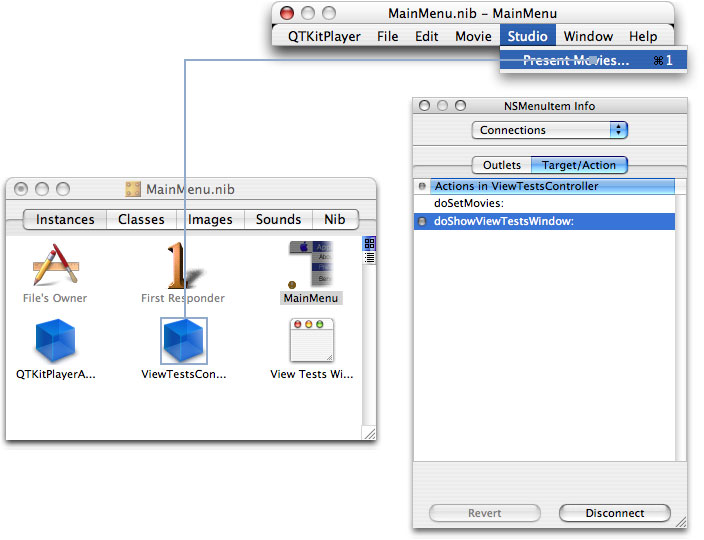 MainMenu.nib – MainMenu
QTKitPlayer File Edit Movie Studio Window Help
Present Movies... ⌘1
NSMenuItem Info
Connections
Outlets Target/Action
Actions in ViewTestsController
doSetMovies:
doShowViewTestsWindow:
Revert Disconnect
MainMenu.nib
Instances Classes Images Sounds Nib
File's Owner First Responder MainMenu
QTKitPlayerA... ViewTestsCon... View Tests Wi...